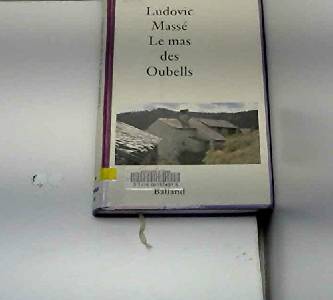 Ludovic
Massé
Le mas
des
Oubells
Balland